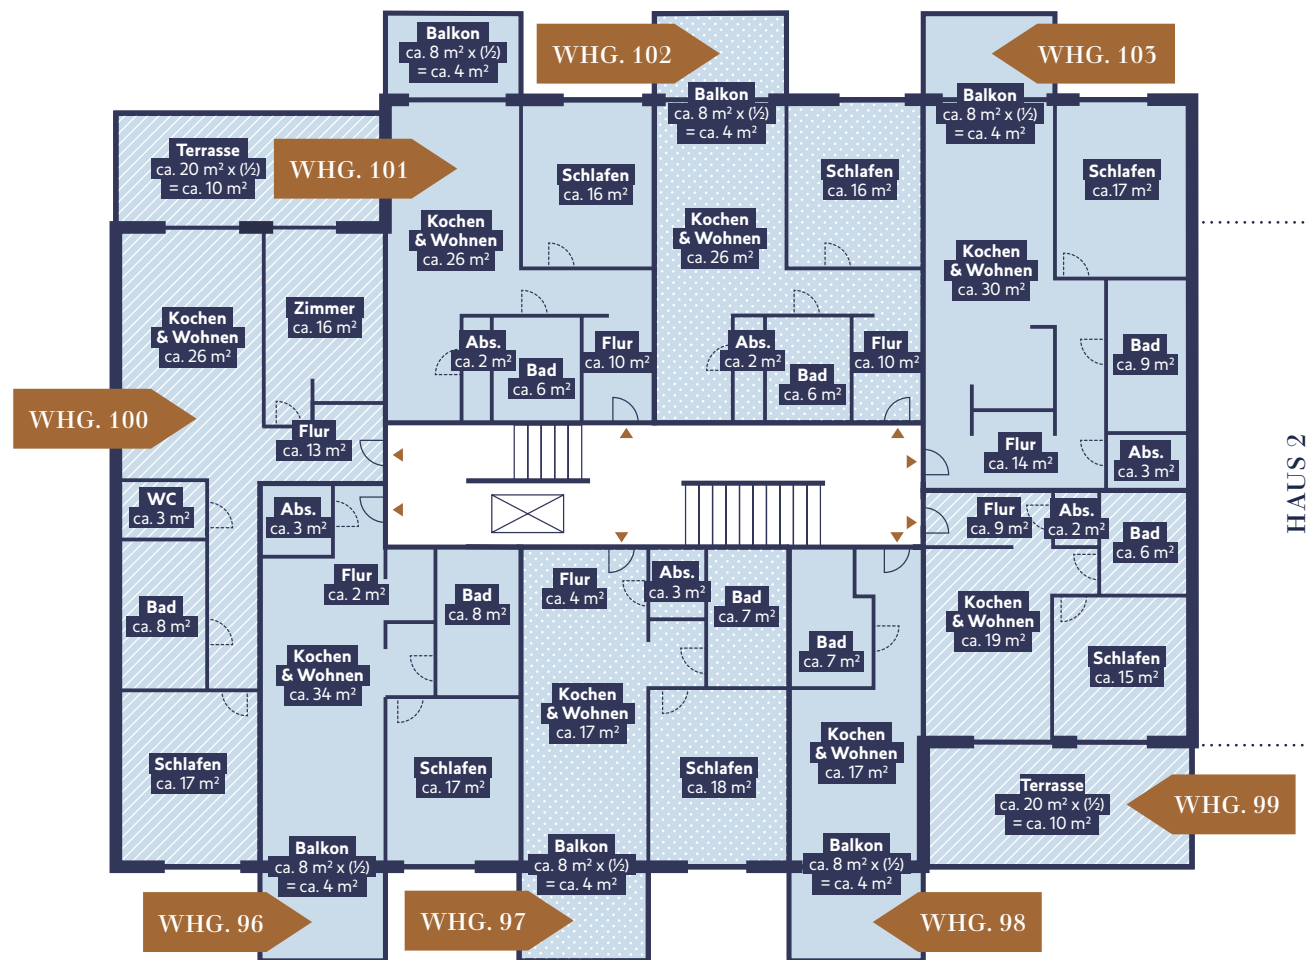 Balkon
ca. 8 m² x (½)
= ca. 4 m²
WHG. 102
WHG. 103
Balkon
ca. 8 m² x (½)
= ca. 4 m²
Balkon
ca. 8 m² x (½)
= ca. 4 m²
Terrasse
ca. 20 m² x (½)
= ca. 10 m²
WHG. 101
Schlafen
ca. 16 m²
Schlafen
ca. 16 m²
Schlafen
ca.17 m²
Kochen
& Wohnen
ca. 26 m²
Kochen
& Wohnen
ca. 26 m²
Kochen
& Wohnen
ca. 30 m²
Kochen
& Wohnen
ca. 26 m²
Zimmer
ca. 16 m²
Abs.
ca. 2 m²
Bad
ca. 6 m²
Flur
ca. 10 m²
Abs.
ca. 2 m²
Bad
ca. 6 m²
Flur
ca. 10 m²
Bad
ca. 9 m²
WHG. 100
Flur
ca. 13 m²
Flur
ca. 14 m²
Abs.
ca. 3 m²
HAUS 2
WC
ca. 3 m²
Abs.
ca. 3 m²
Flur
ca. 9 m²
Abs.
ca. 2 m²
Bad
ca. 6 m²
Flur
ca. 2 m²
Bad
ca. 8 m²
Flur
ca. 4 m²
Abs.
ca. 3 m²
Bad
ca. 7 m²
Bad
ca. 8 m²
Kochen
& Wohnen
ca. 34 m²
Bad
ca. 7 m²
Kochen
& Wohnen
ca. 19 m²
Schlafen
ca. 15 m²
Kochen
& Wohnen
ca. 17 m²
Kochen
& Wohnen
ca. 17 m²
Schlafen
ca. 17 m²
Schlafen
ca. 17 m²
Schlafen
ca. 18 m²
Terrasse
ca. 20 m² x (½)
= ca. 10 m²
WHG. 99
Balkon
ca. 8 m² x (½)
= ca. 4 m²
Balkon
ca. 8 m² x (½)
= ca. 4 m²
Balkon
ca. 8 m² x (½)
= ca. 4 m²
WHG. 96
WHG. 97
WHG. 98